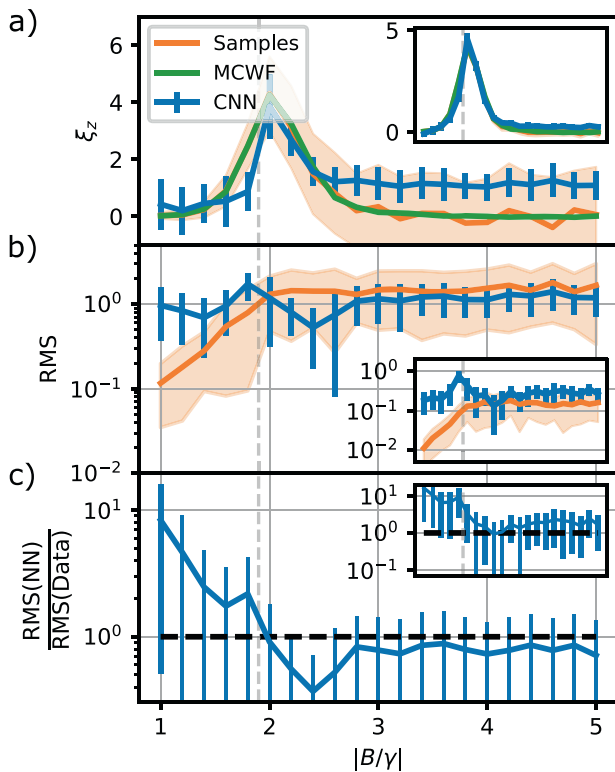 a)
6
4
2
0
ξz
Samples
MCWF
CNN
5
0
b)
10⁰
10⁻¹
10⁻²
RMS
10⁰
10⁻¹
10⁻²
c)
10¹
10⁰
RMS(NN)
RMS(Data)
10¹
10⁰
10⁻¹
1 2 3 4 5
|B/γ|